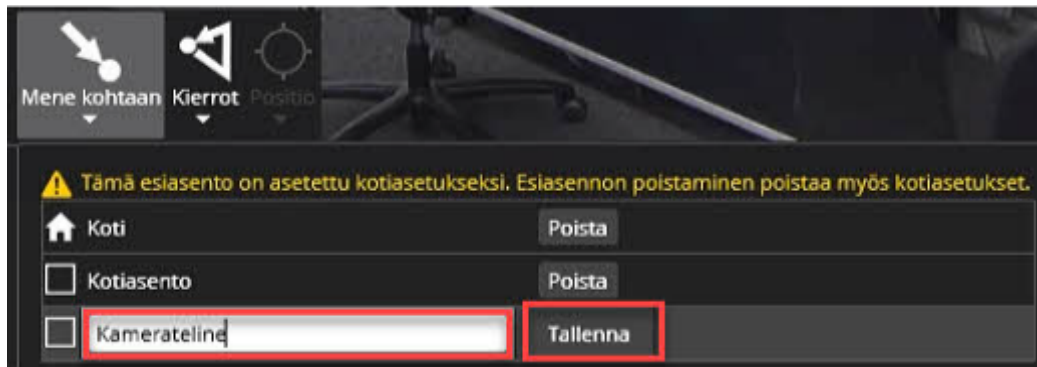 Mene kohtaan Kierrot Positio
Tämä esiasento on asetettu kotiasetukseksi. Esiasennon poistaminen poistaa myös kotiasetukset.
Koti Poista
Kotiasento Poista
Kamerateline Tallenna